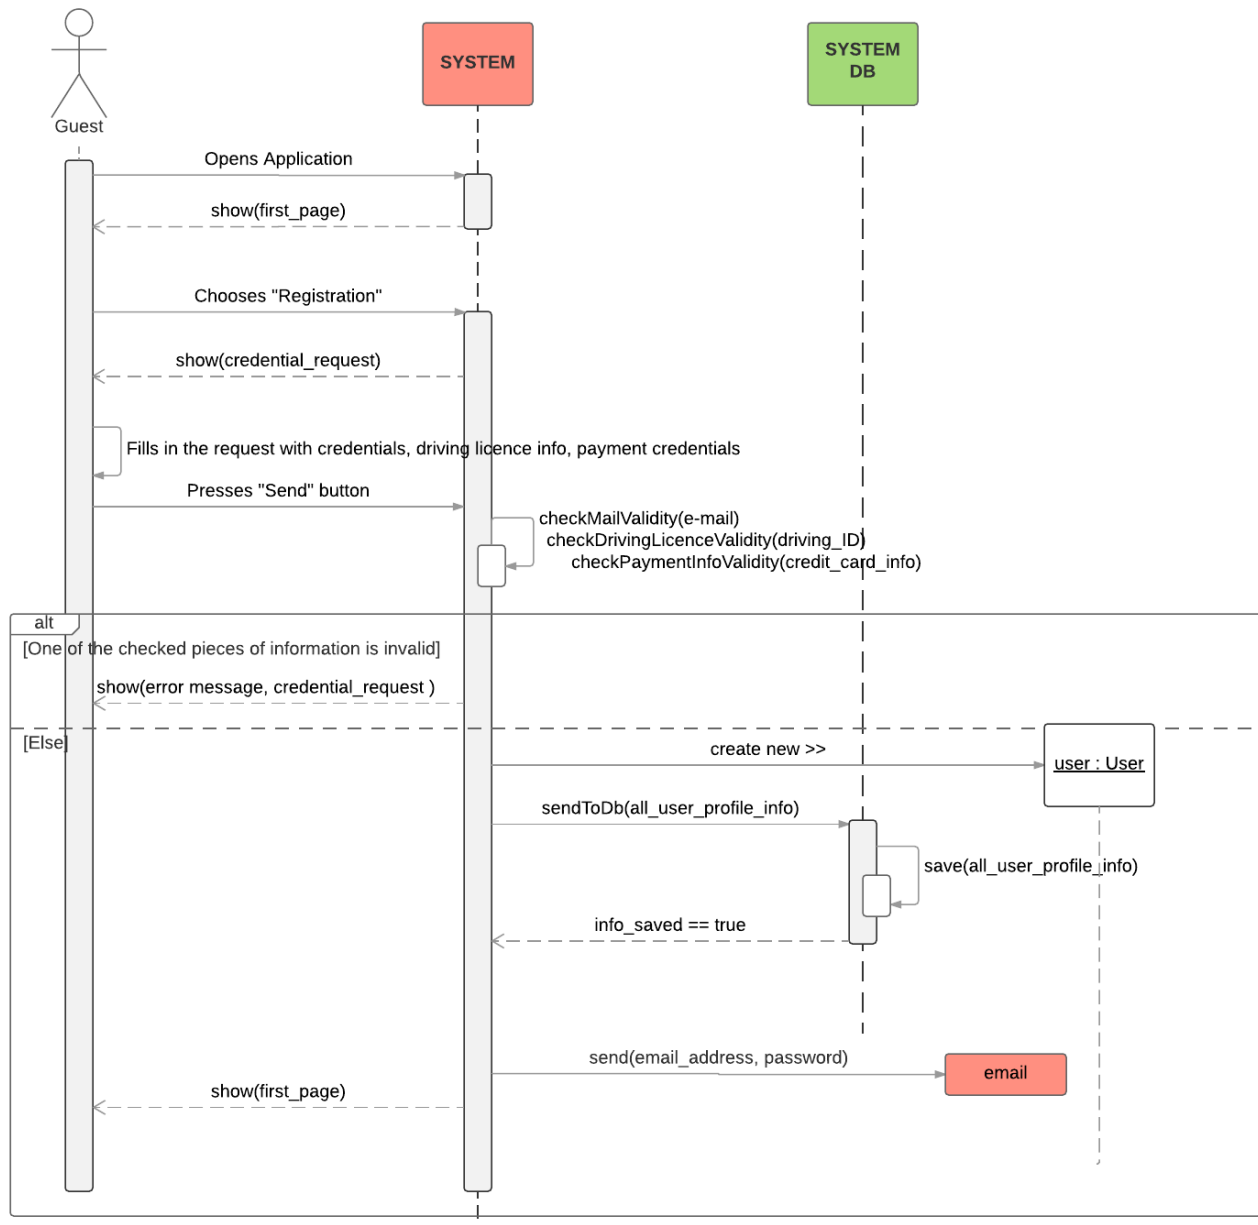 SYSTEM
SYSTEM
DB
Guest
Opens Application
show(first_page)
Chooses "Registration"
show(credential_request)
Fills in the request with credentials, driving licence info, payment credentials
Presses "Send" button
checkMailValidity(e-mail)
checkDrivingLicenceValidity(driving_ID)
checkPaymentInfoValidity(credit_card_info)
alt
[One of the checked pieces of information is invalid]
show(error message, credential_request )
[Else]
create new >>
user : User
sendToDb(all_user_profile_info)
save(all_user_profile_info)
info_saved == true
send(email_address, password)
email
show(first_page)